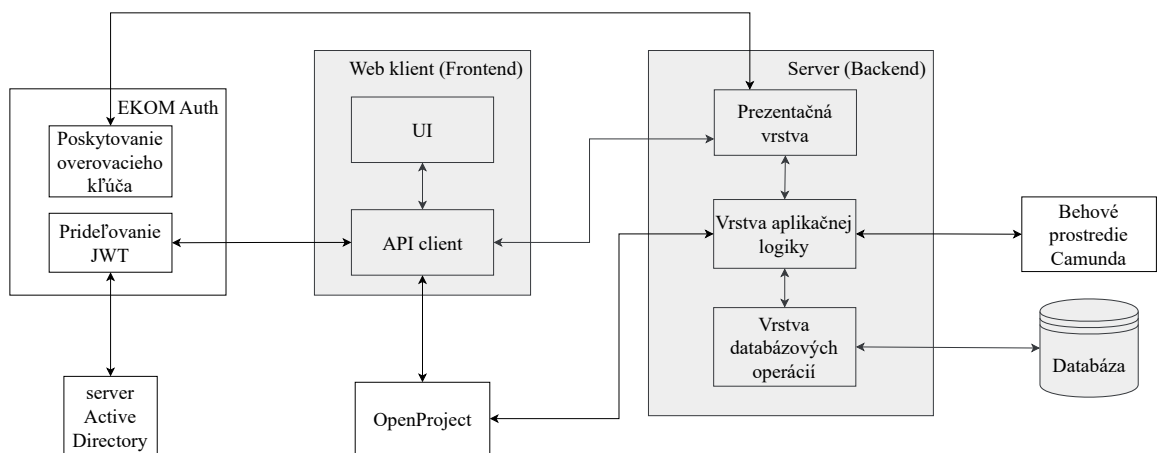 EKOM Auth
Poskytovanie
overovacieho
kľúča
Prideľovanie
JWT
server
Active
Directory
Web klient (Frontend)
UI
API client
OpenProject
Server (Backend)
Prezentačná
vrstva
Vrstva aplikačnej
logiky
Vrstva
databázových
operácií
Behové
prostredie
Camunda
Databáza